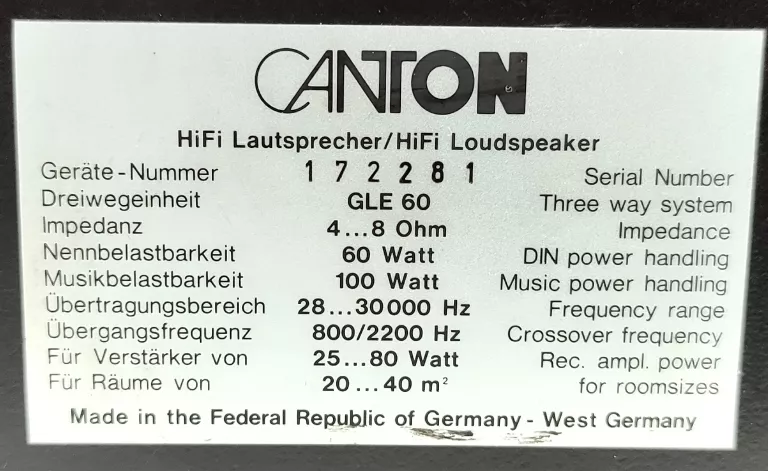 CANTON
HiFi Lautsprecher/HiFi Loudspeaker
Geräte-Nummer 172281 Serial Number
Dreiwegeinheit GLE 60 Three way system
Impedanz 4...8 Ohm Impedance
Nennbelastbarkeit 60 Watt DIN power handling
Musikbelastbarkeit 100 Watt Music power handling
Übertragungsbereich 28...30000 Hz Frequency range
Übergangsfrequenz 800/2200 Hz Crossover frequency
Für Verstärker von 25...80 Watt Rec. ampl. power
Für Räume von 20...40 m² for roomsizes
Made in the Federal Republic of Germany - West Germany